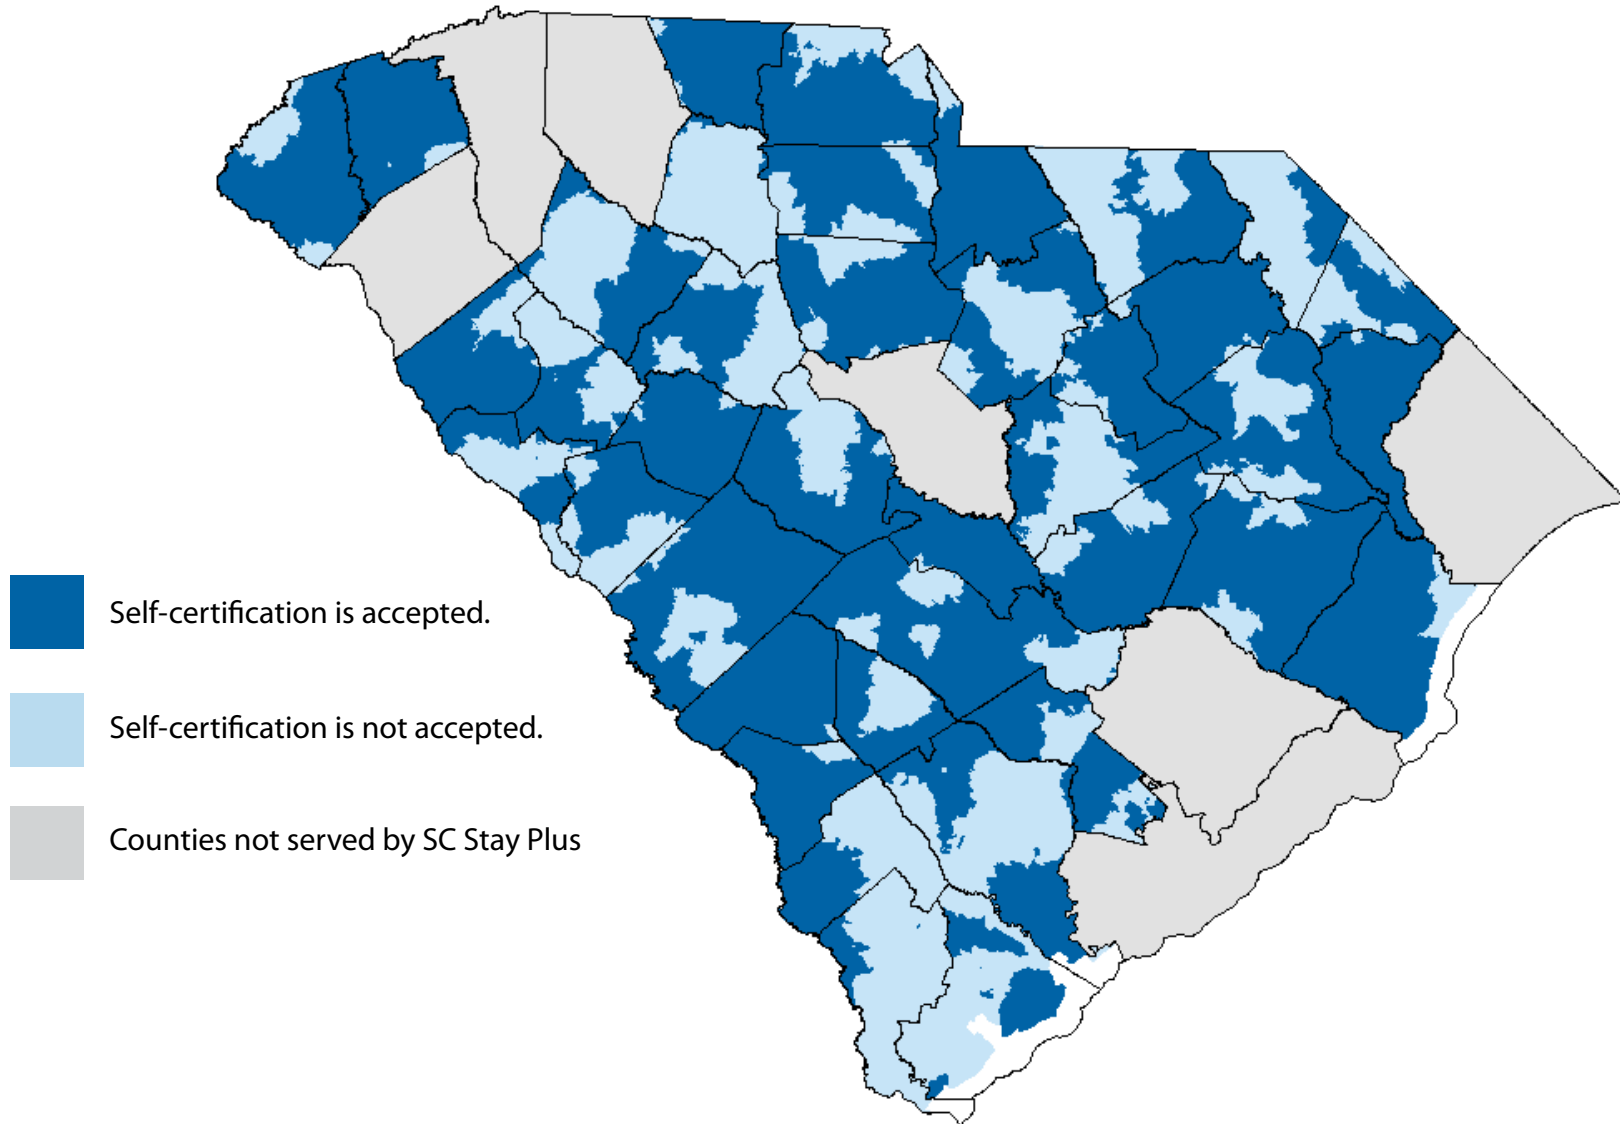 Self-certification is accepted.
Self-certification is not accepted.
Counties not served by SC Stay Plus